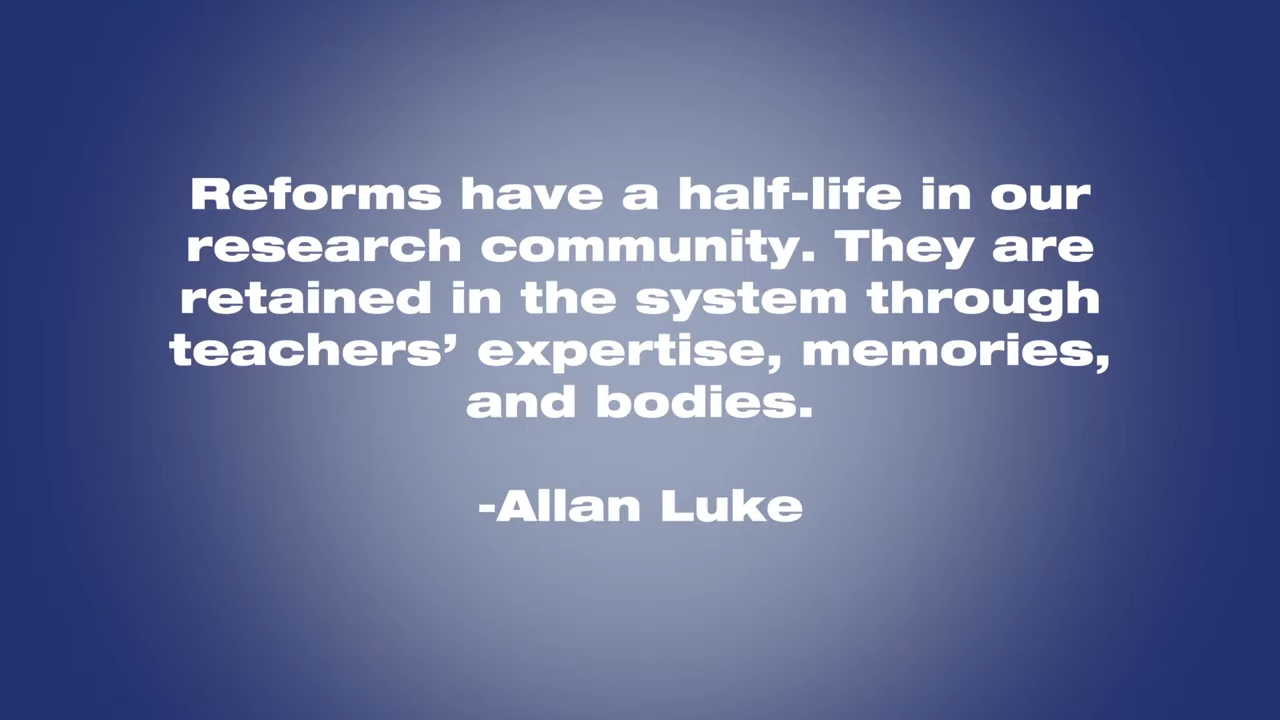 Reforms have a half-life in our
research community. They are
retained in the system through
teachers’ expertise, memories,
and bodies.
-Allan Luke